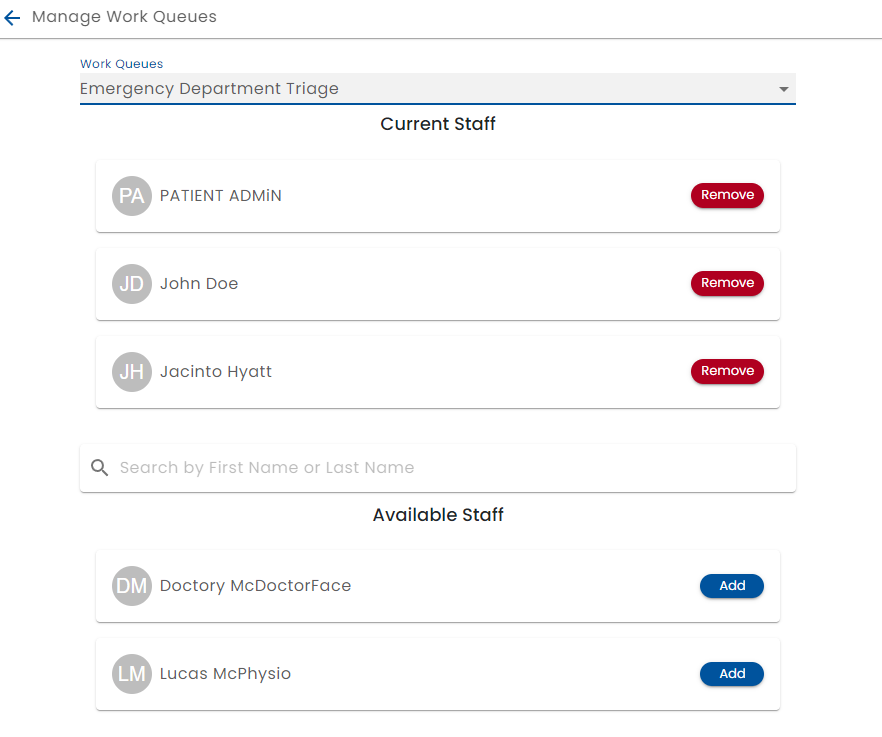 Manage Work Queues
Work Queues
Emergency Department Triage
Current Staff
PA PATIENT ADMiN Remove
JD John Doe Remove
JH Jacinto Hyatt Remove
Search by First Name or Last Name
Available Staff
DM Doctory McDoctorFace Add
LM Lucas McPhysio Add